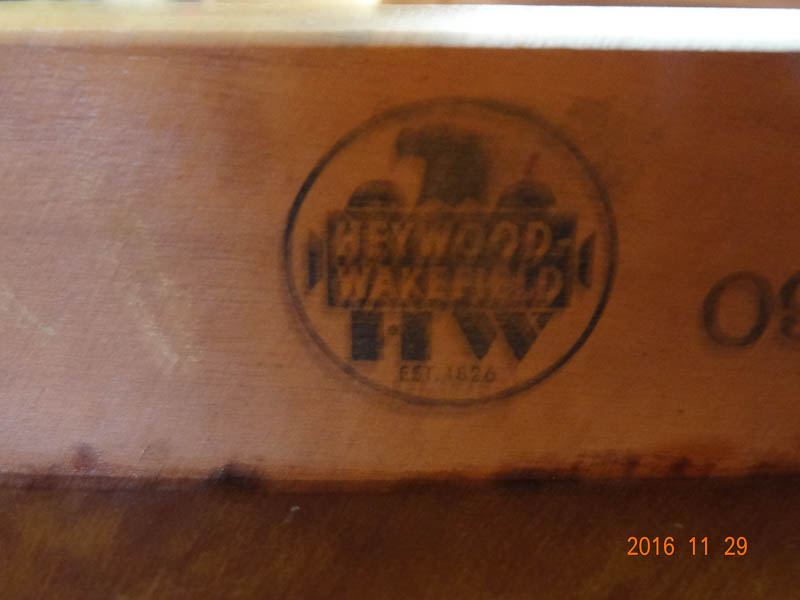 HEYWOOD-
WAKEFIELD
HW
EST. 1826
2016 11 29